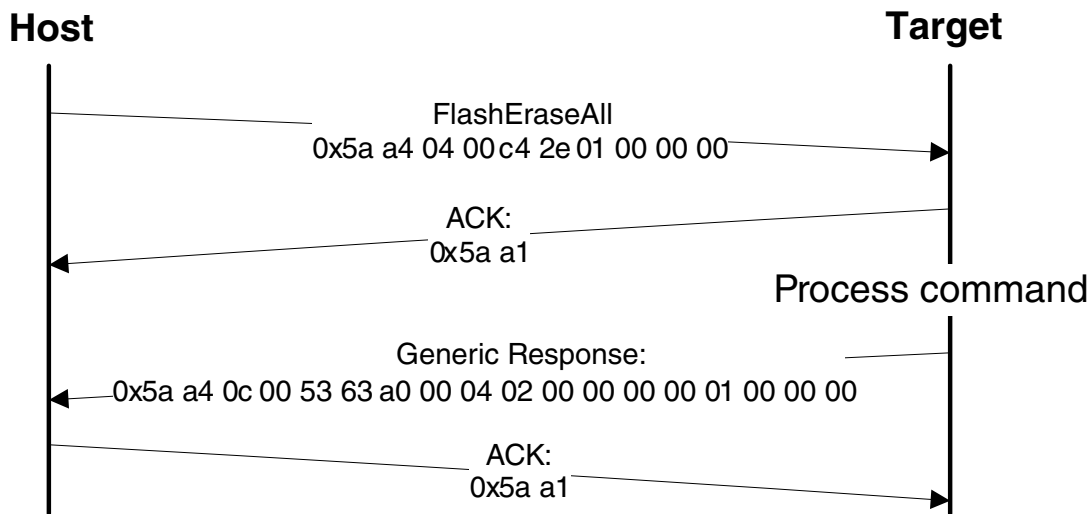 Host
Target
FlashEraseAll
0x5a a4 04 00 c4 2e 01 00 00 00
ACK:
0x5a a1
Process command
Generic Response:
0x5a a4 0c 00 53 63 a0 00 04 02 00 00 00 00 01 00 00 00
ACK:
0x5a a1